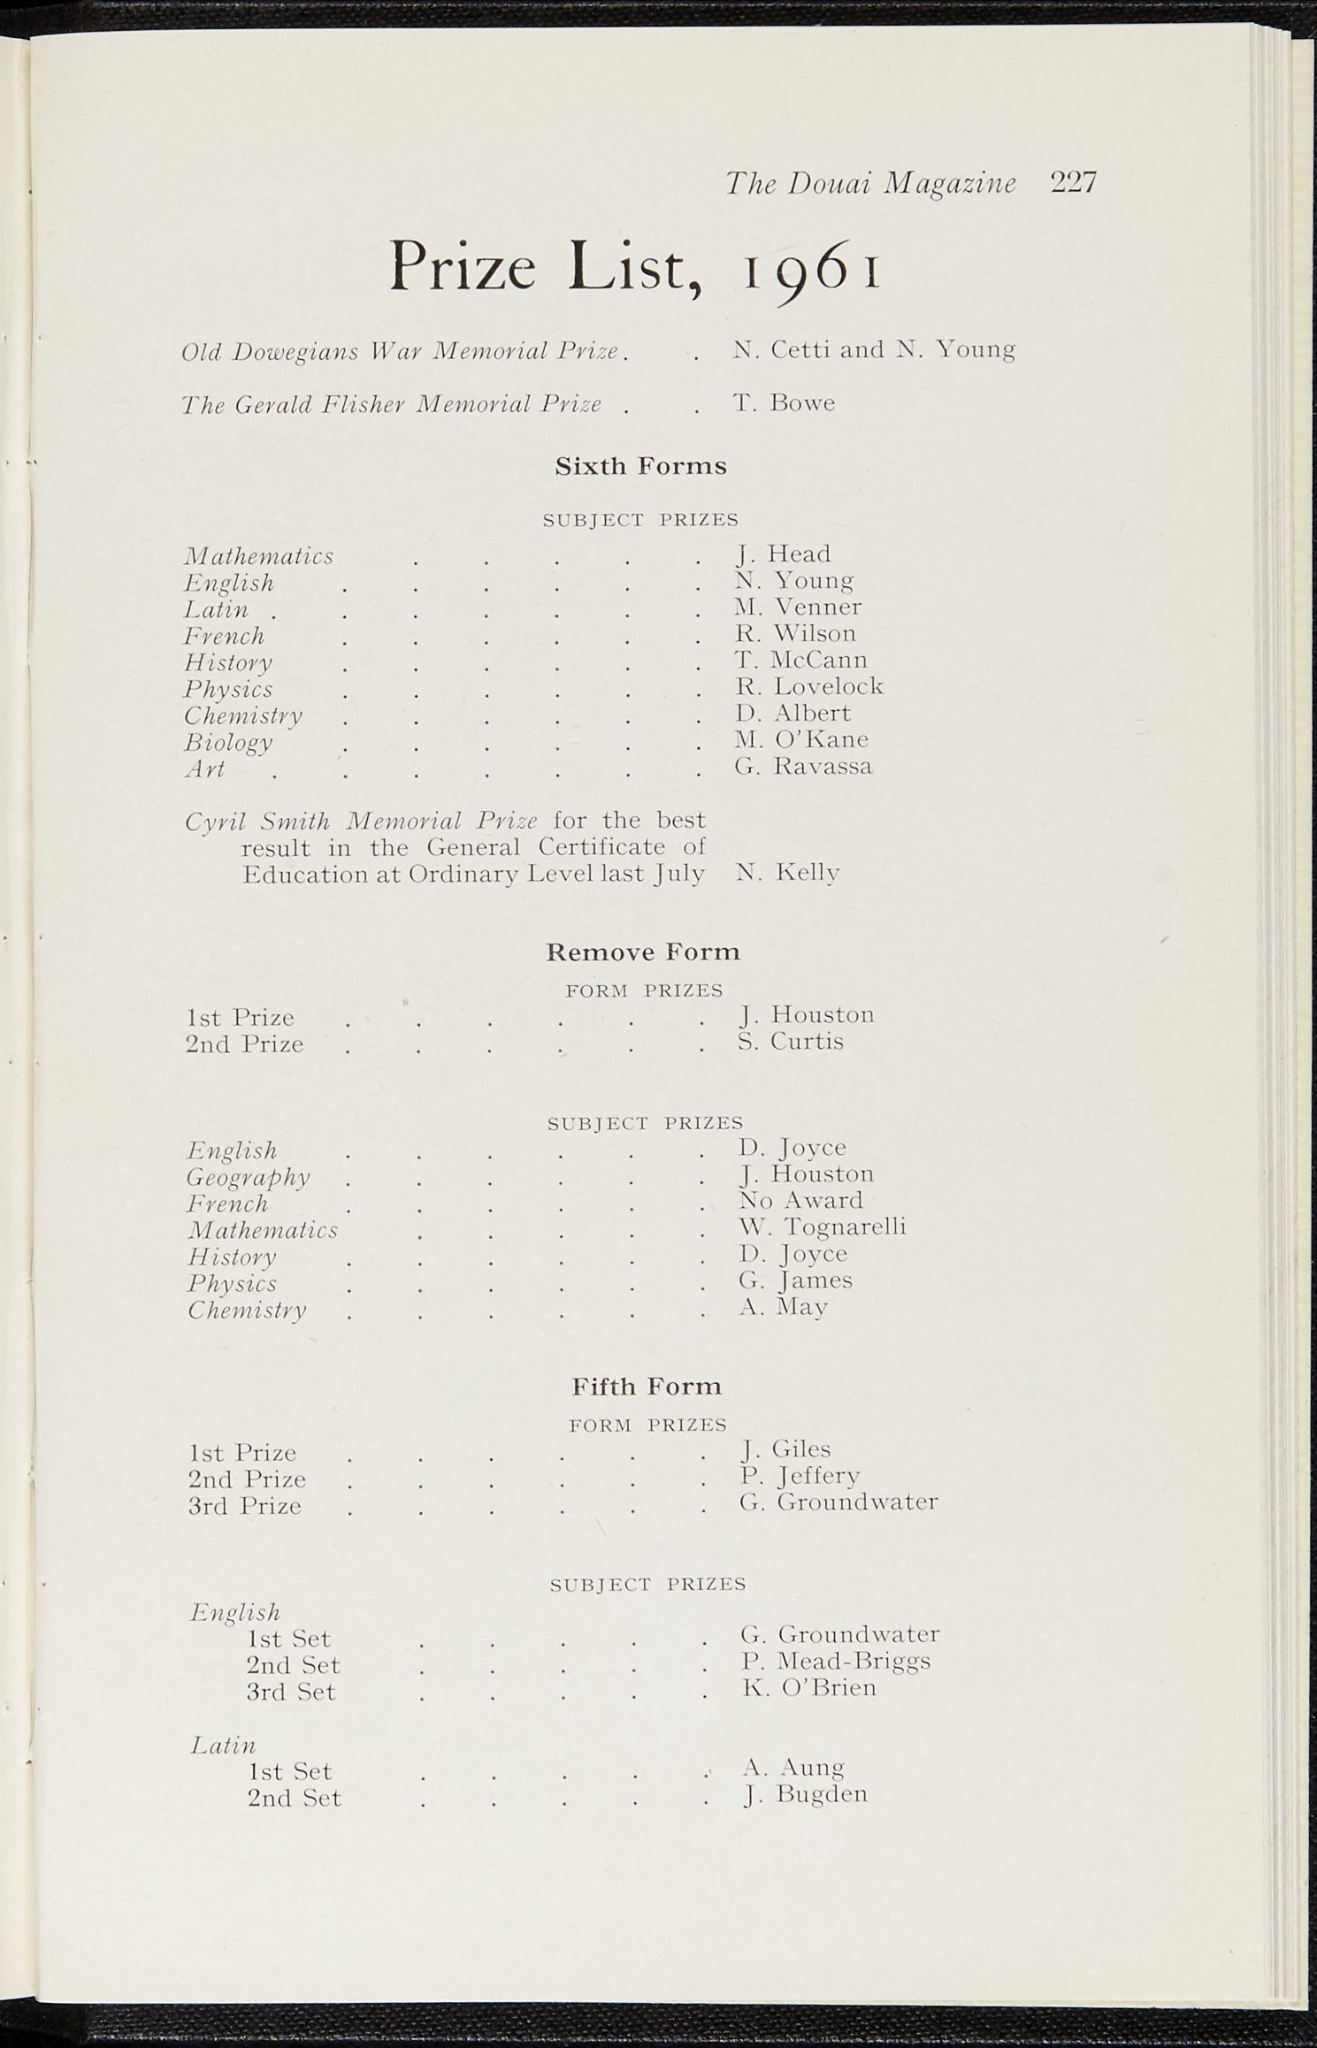 The Douai Magazine 227
Prize List, 1961
Old Dowegians War Memorial Prize . . N. Cetti and N. Young
The Gerald Flisher Memorial Prize . . T. Bowe
Sixth Forms
SUBJECT PRIZES
Mathematics . . . . . J. Head
English . . . . . . N. Young
Latin . . . . . . . M. Venner
French . . . . . . R. Wilson
History . . . . . . T. McCann
Physics . . . . . . R. Lovelock
Chemistry . . . . . . D. Albert
Biology . . . . . . M. O'Kane
Art . . . . . . . G. Ravassa
Cyril Smith Memorial Prize for the best
result in the General Certificate of
Education at Ordinary Level last July N. Kelly
Remove Form
FORM PRIZES
1st Prize . . . . . . J. Houston
2nd Prize . . . . . . S. Curtis
SUBJECT PRIZES
English . . . . . . D. Joyce
Geography . . . . . . J. Houston
French . . . . . . No Award
Mathematics . . . . . W. Tognarelli
History . . . . . . D. Joyce
Physics . . . . . . G. James
Chemistry . . . . . . A. May
Fifth Form
FORM PRIZES
1st Prize . . . . . . J. Giles
2nd Prize . . . . . . P. Jeffery
3rd Prize . . . . . . G. Groundwater
SUBJECT PRIZES
English
1st Set . . . . . G. Groundwater
2nd Set . . . . . P. Mead-Briggs
3rd Set . . . . . K. O'Brien
Latin
1st Set . . . . . A. Aung
2nd Set . . . . . J. Bugden